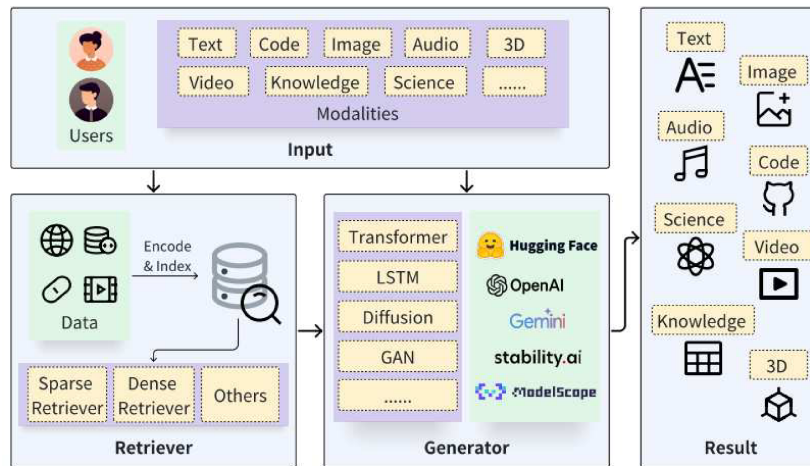 Text
Code
Image
Audio
3D
Video
Knowledge
Science
......
Users
Modalities
Input
Encode
& Index
Data
Sparse
Retriever
Dense
Retriever
Others
Retriever
Transformer
LSTM
Diffusion
GAN
......
Hugging Face
OpenAI
Gemini
stability.ai
ModelScope
Generator
Text
Image
Audio
Code
Science
Video
Knowledge
3D
Result